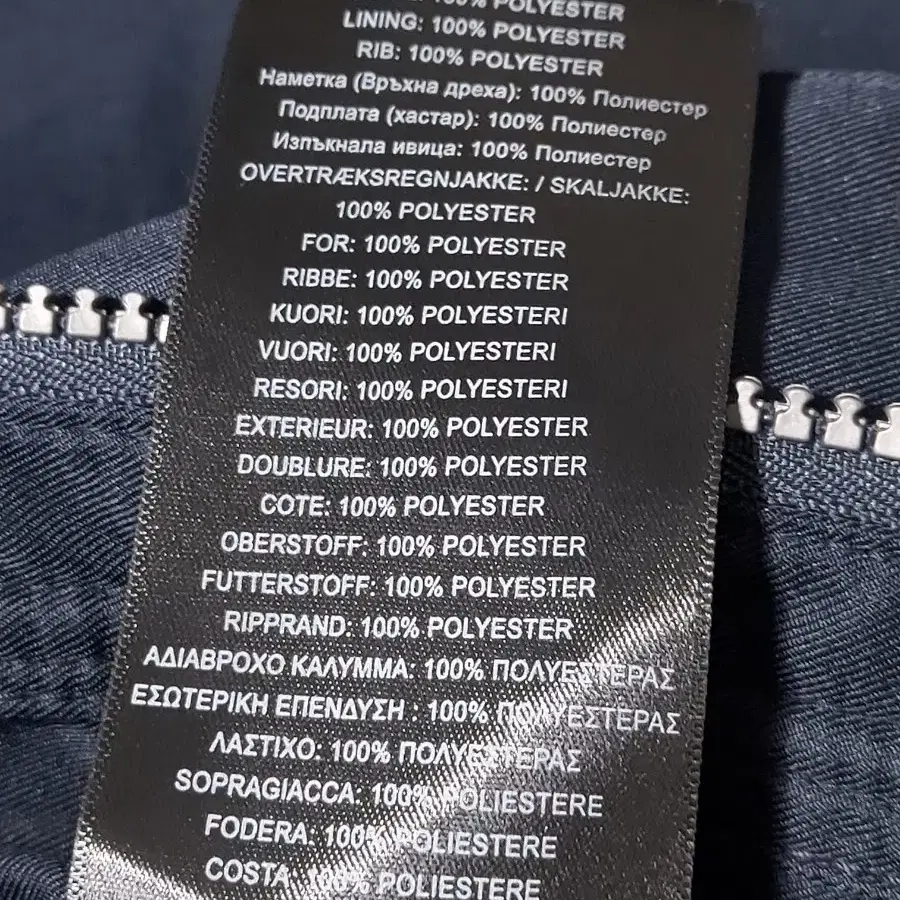 100% POLYESTER
LINING: 100% POLYESTER
RIB: 100% POLYESTER
Наметка (Връхна дреха): 100% Полиестер
Подплата (хастар): 100% Полиестер
Изпъкнала ивица: 100% Полиестер
OVERTRÆKSREGNJAKKE: / SKALJAKKE:
100% POLYESTER
FOR: 100% POLYESTER
RIBBE: 100% POLYESTER
KUORI: 100% POLYESTERI
VUORI: 100% POLYESTERI
RESORI: 100% POLYESTERI
EXTERIEUR: 100% POLYESTER
DOUBLURE: 100% POLYESTER
COTE: 100% POLYESTER
OBERSTOFF: 100% POLYESTER
FUTTERSTOFF: 100% POLYESTER
RIPPRAND: 100% POLYESTER
ΑΔΙΑΒΡΟΧΟ ΚΑΛΥΜΜΑ: 100% ΠΟΛΥΕΣΤΕΡΑΣ
ΕΣΩΤΕΡΙΚΗ ΕΠΕΝΔΥΣΗ : 100% ΠΟΛΥΕΣΤΕΡΑΣ
ΛΑΣΤΙΧΟ: 100% ΠΟΛΥΕΣΤΕΡΑΣ
SOPRAGIACCA: 100% POLIESTERE
FODERA: 100% POLIESTERE
COSTA: 100% POLIESTERE